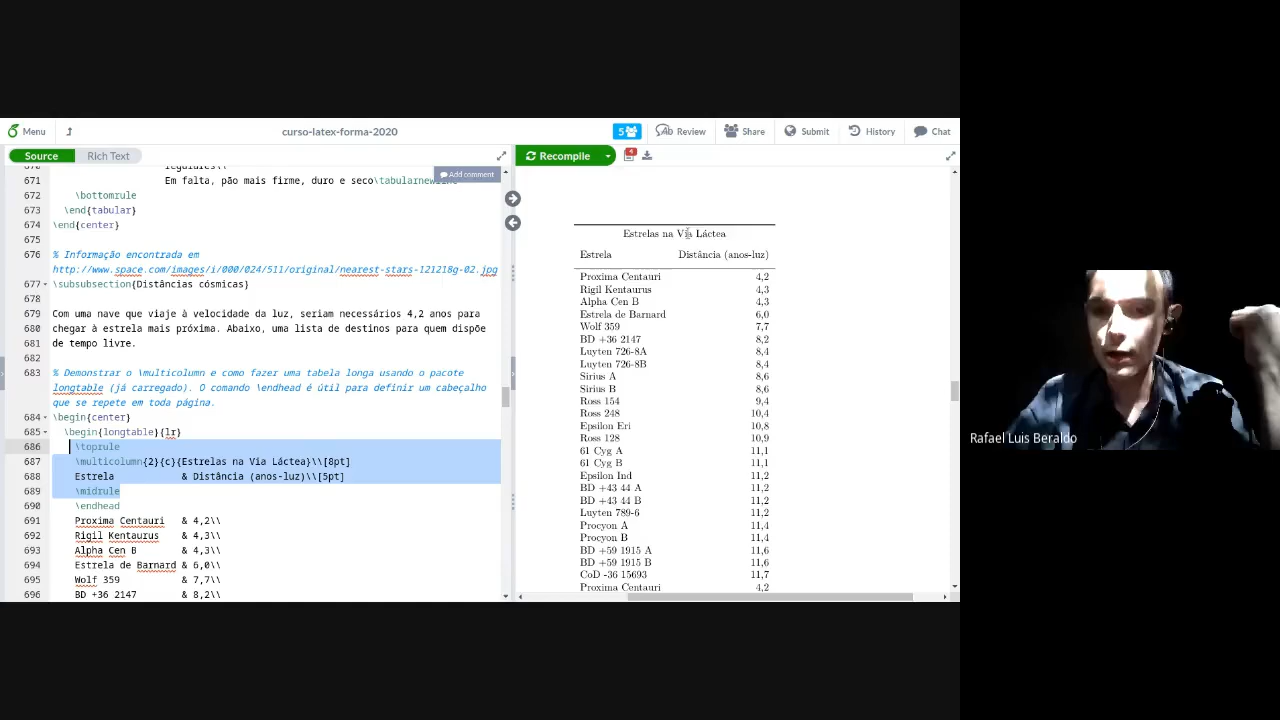 Menu
curso-latex-forma-2020
5
Review
Share
Submit
History
Chat
Source
Rich Text
Recompile
4
Add comment
671 Em falta, pão mais firme, duro e seco\tabularnewline
672 \bottomrule
673 \end{tabular}
674 \end{center}
675
676 % Informação encontrada em
http://www.space.com/images/i/000/024/511/original/nearest-stars-121218g-02.jpg
677 \subsubsection{Distâncias cósmicas}
678
679 Com uma nave que viaje à velocidade da luz, seriam necessários 4,2 anos para
680 chegar à estrela mais próxima. Abaixo, uma lista de destinos para quem dispõe
681 de tempo livre.
682
683 % Demonstrar o \multicolumn e como fazer uma tabela longa usando o pacote
longtable (já carregado). O comando \endhead é útil para definir um cabeçalho
que se repete em toda página.
684 \begin{center}
685 \begin{longtable}{lr}
686 \toprule
687 \multicolumn{2}{c}{Estrelas na Via Láctea}\\[8pt]
688 Estrela & Distância (anos-luz)\\[5pt]
689 \midrule
690 \endhead
691 Proxima Centauri & 4,2\\
692 Rigil Kentaurus & 4,3\\
693 Alpha Cen B & 4,3\\
694 Estrela de Barnard & 6,0\\
695 Wolf 359 & 7,7\\
696 BD +36 2147 & 8,2\\
Estrelas na Via Láctea
Estrela Distância (anos-luz)
Proxima Centauri 4,2
Rigil Kentaurus 4,3
Alpha Cen B 4,3
Estrela de Barnard 6,0
Wolf 359 7,7
BD +36 2147 8,2
Luyten 726-8A 8,4
Luyten 726-8B 8,4
Sirius A 8,6
Sirius B 8,6
Ross 154 9,4
Ross 248 10,4
Epsilon Eri 10,8
Ross 128 10,9
61 Cyg A 11,1
61 Cyg B 11,1
Epsilon Ind 11,2
BD +43 44 A 11,2
BD +43 44 B 11,2
Luyten 789-6 11,2
Procyon A 11,4
Procyon B 11,4
BD +59 1915 A 11,6
BD +59 1915 B 11,6
CoD -36 15693 11,7
Proxima Centauri 4,2
Rafael Luis Beraldo